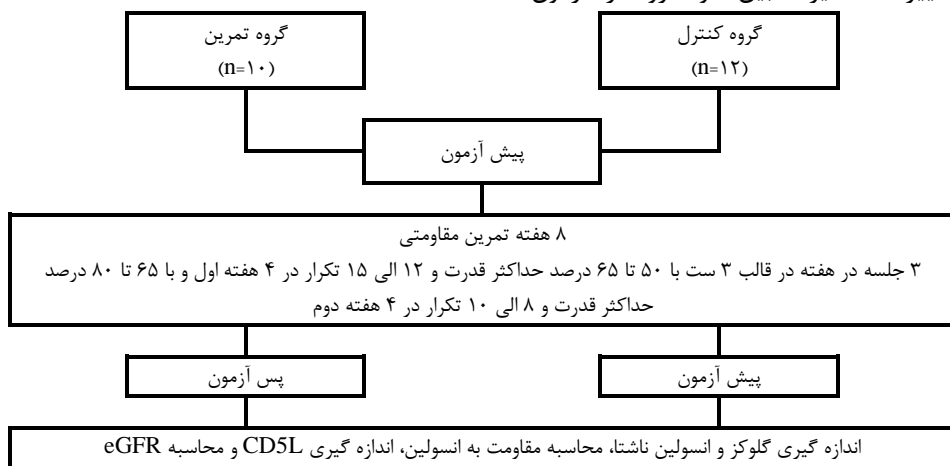 گروه تمرین
(n=۱۰)
گروه کنترل
(n=۱۲)
پیش آزمون
۸ هفته تمرین مقاومتی
۳ جلسه در هفته در قالب ۳ ست با ۵۰ تا ۶۵ درصد حداکثر قدرت و ۱۲ الی ۱۵ تکرار در ۴ هفته اول و با ۶۵ تا ۸۰ درصد
حداکثر قدرت و ۸ الی ۱۰ تکرار در ۴ هفته دوم
پس آزمون
پیش آزمون
اندازه گیری گلوکز و انسولین ناشتا، محاسبه مقاومت به انسولین، اندازه گیری CD5L و محاسبه eGFR